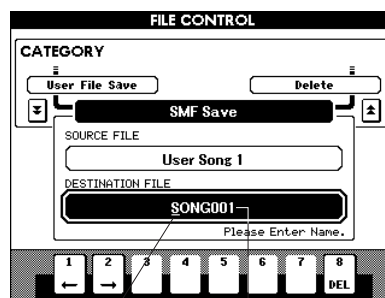 FILE CONTROL
CATEGORY
User File Save
Delete
SMF Save
SOURCE FILE
User Song 1
DESTINATION FILE
SONG001
Please Enter Name.
1 2 3 4 5 6 7 8
← → DEL